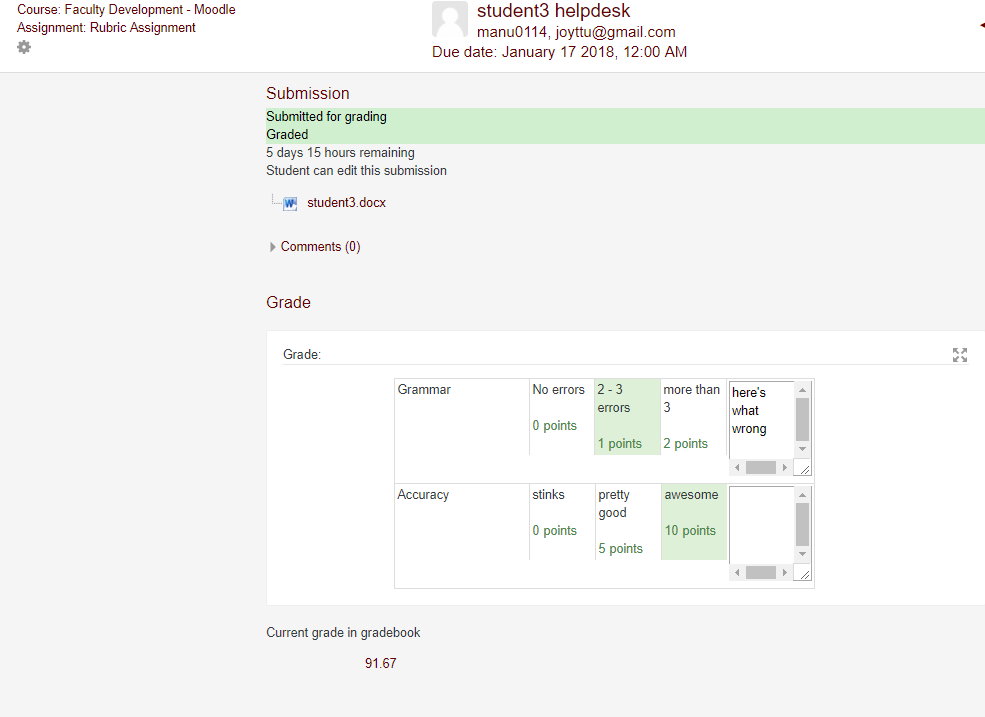 Course: Faculty Development - Moodle
Assignment: Rubric Assignment
student3 helpdesk
manu0114, joyttu@gmail.com
Due date: January 17 2018, 12:00 AM
Submission
Submitted for grading
Graded
5 days 15 hours remaining
Student can edit this submission
student3.docx
Comments (0)
Grade
Grade:
Grammar
No errors
0 points
2 - 3
errors
1 points
more than
3
2 points
here's
what
wrong
Accuracy
stinks
0 points
pretty
good
5 points
awesome
10 points
Current grade in gradebook
91.67